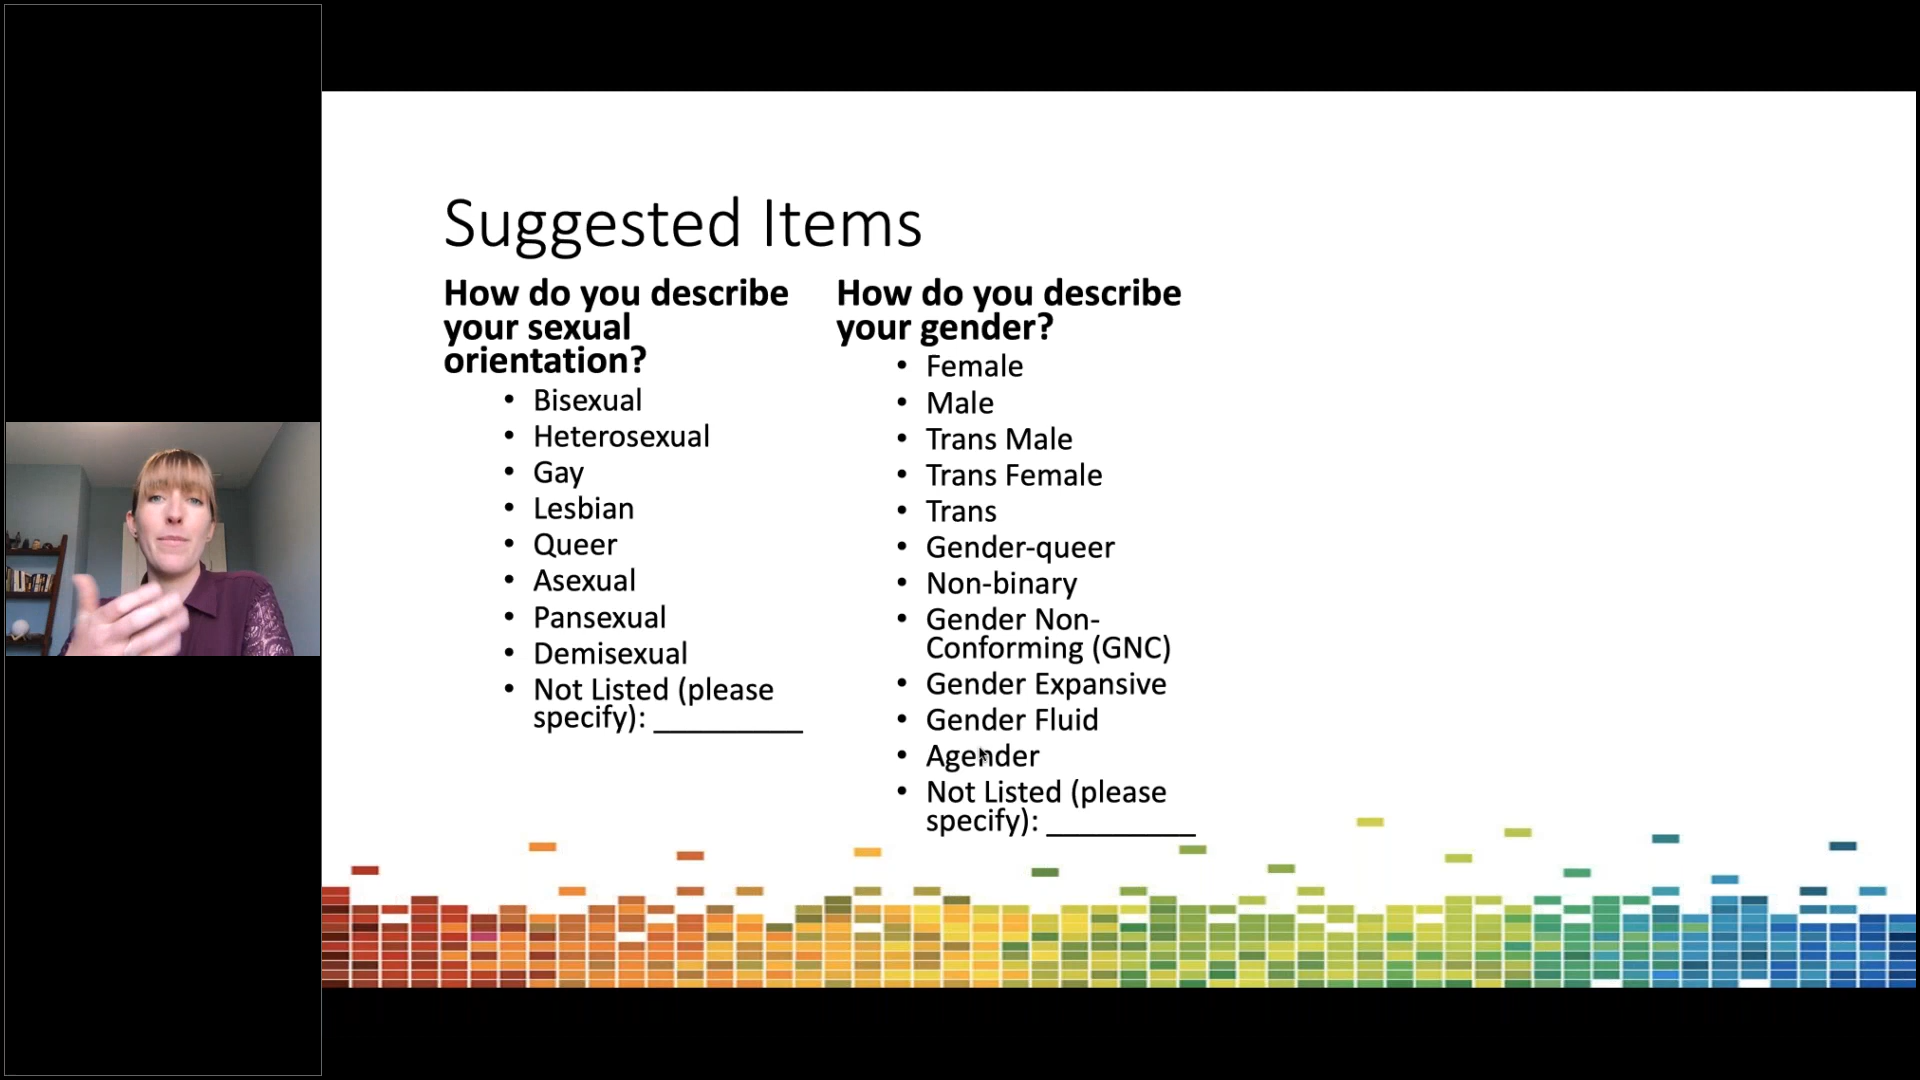 Suggested Items
How do you describe
your sexual
orientation?
• Bisexual
• Heterosexual
• Gay
• Lesbian
• Queer
• Asexual
• Pansexual
• Demisexual
• Not Listed (please
specify): _________
How do you describe
your gender?
• Female
• Male
• Trans Male
• Trans Female
• Trans
• Gender-queer
• Non-binary
• Gender Non-
Conforming (GNC)
• Gender Expansive
• Gender Fluid
• Agender
• Not Listed (please
specify): _________